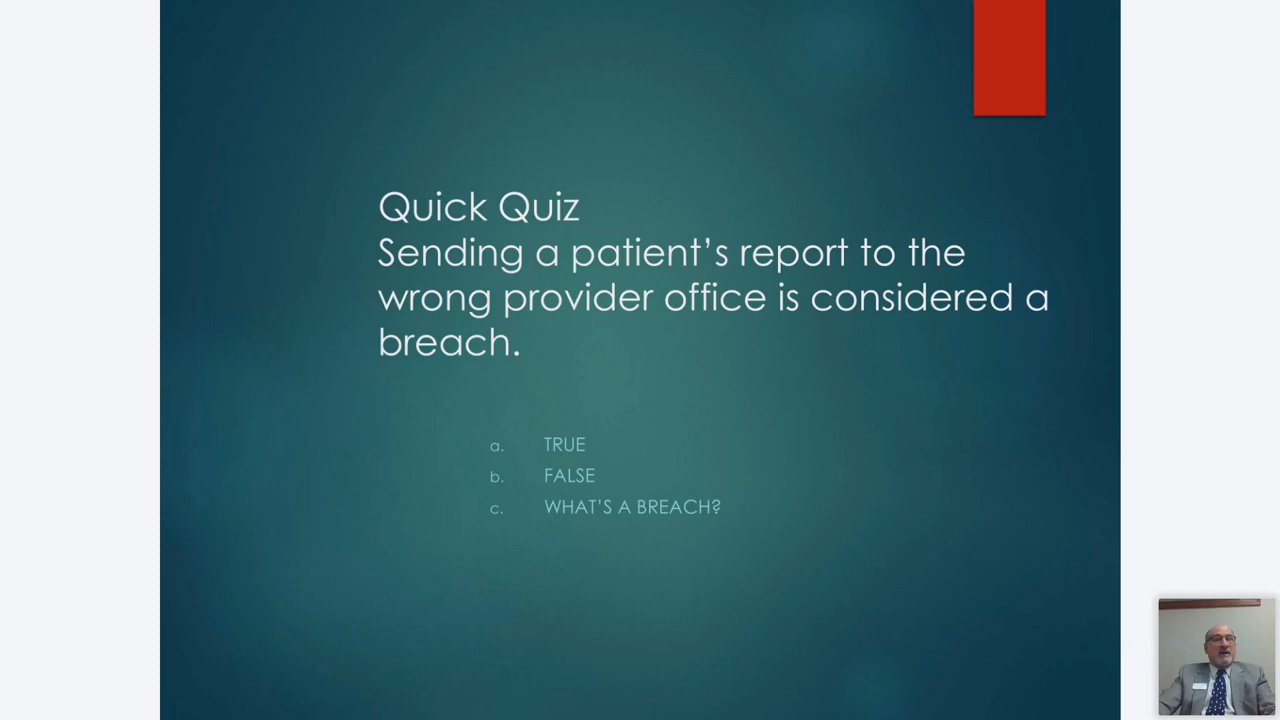 Quick Quiz
Sending a patient's report to the
wrong provider office is considered a
breach.
a. TRUE
b. FALSE
c. WHAT'S A BREACH?